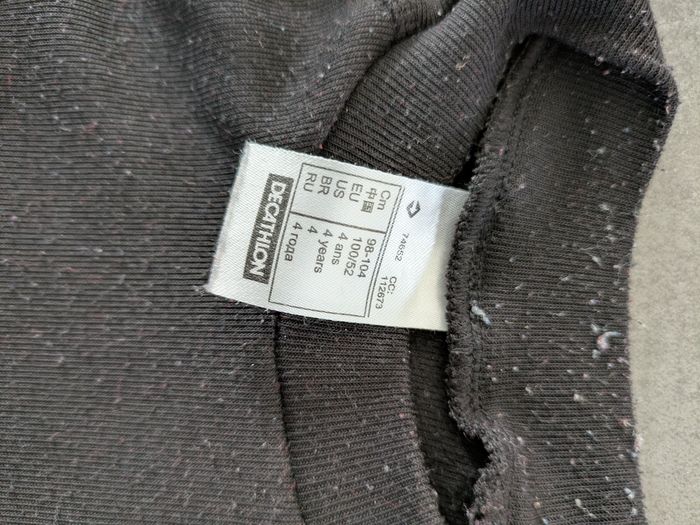 74652 CC:
112673
Cm 98-104
中国 100/52
EU 4 ans
US 4 years
BR 4
RU 4 года
DECATHLON